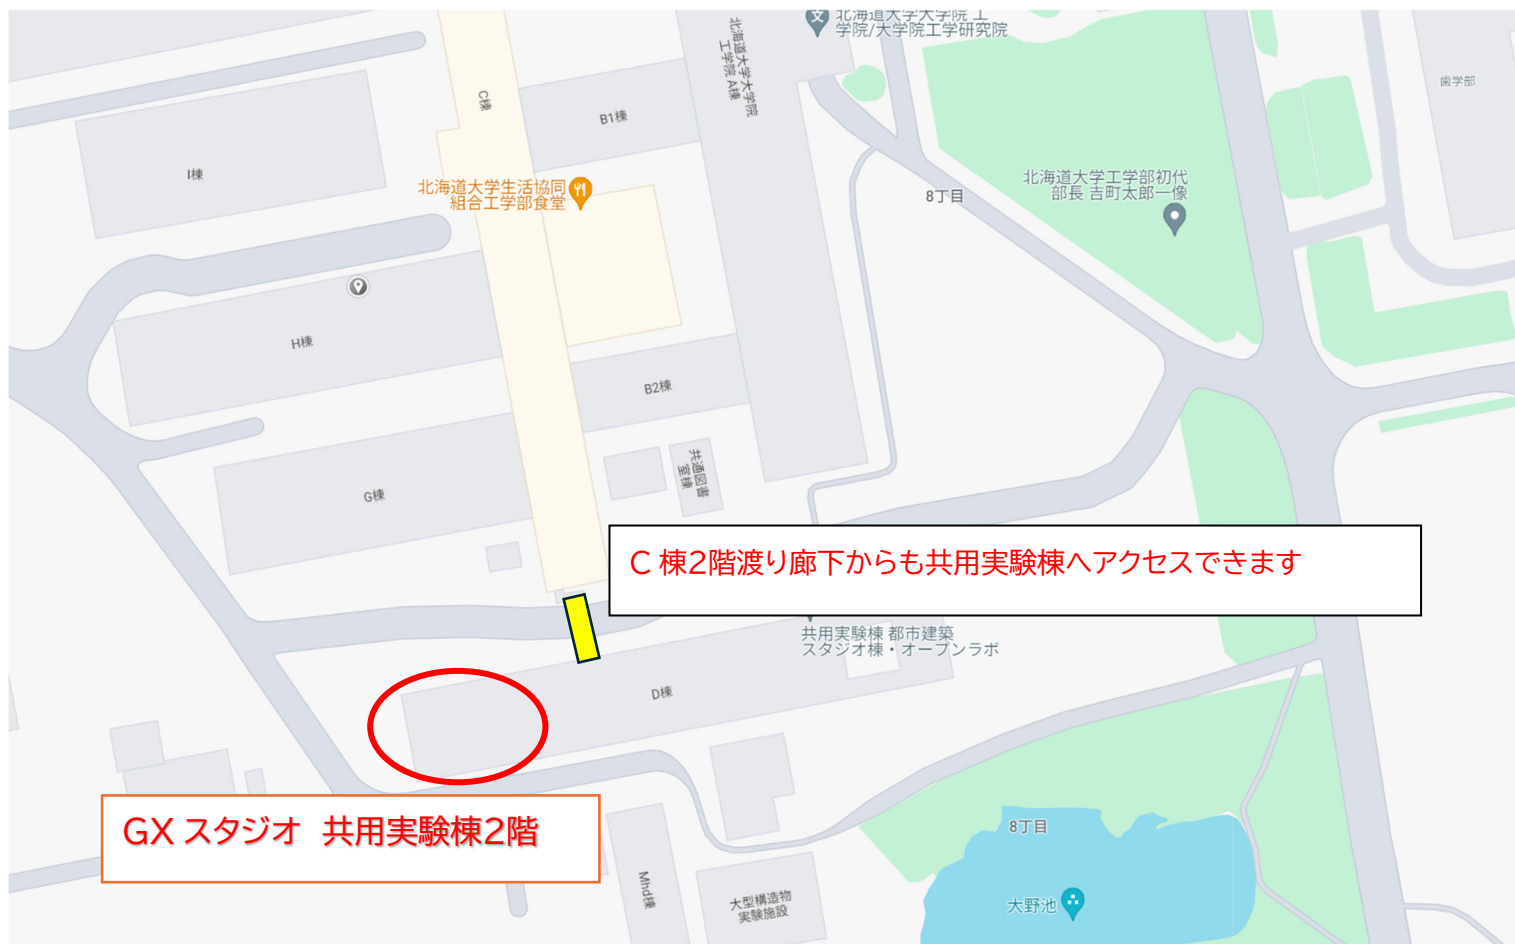 北海道大学大学院 工
学院/大学院工学研究院
北海道大学大学院
工学院 A棟
C棟
B1棟
歯学部
I棟
北海道大学生活協同
組合工学部食堂
8丁目
北海道大学工学部初代
部長 吉町太郎一像
H棟
B2棟
共通図書
室棟
G棟
C 棟2階渡り廊下からも共用実験棟へアクセスできます
共用実験棟 都市建築
スタジオ棟・オープンラボ
D棟
GX スタジオ 共用実験棟2階
8丁目
Mhd棟
大型構造物
実験施設
大野池